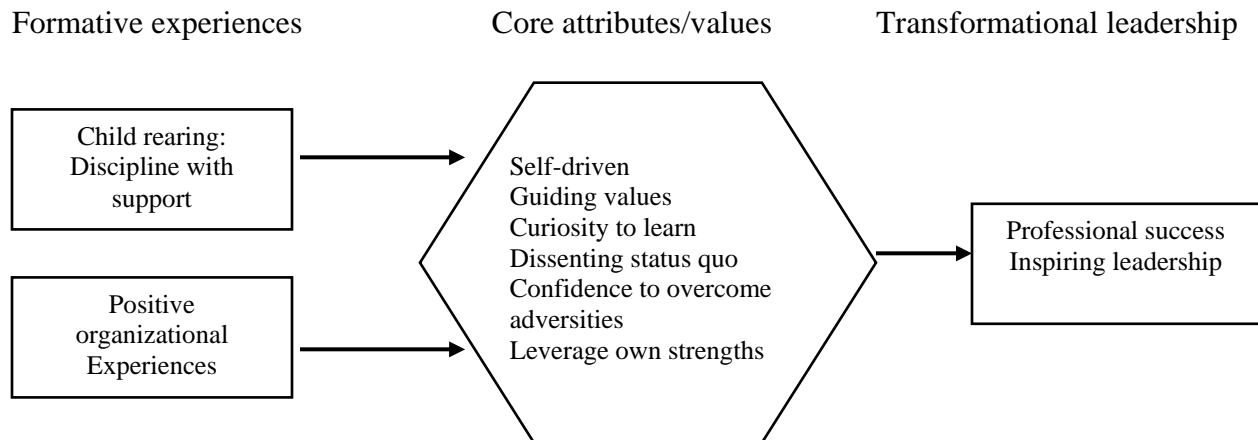 Formative experiences
Core attributes/values
Transformational leadership
Child rearing:
Discipline with
support
Positive
organizational
Experiences
Self-driven
Guiding values
Curiosity to learn
Dissenting status quo
Confidence to overcome
adversities
Leverage own strengths
Professional success
Inspiring leadership